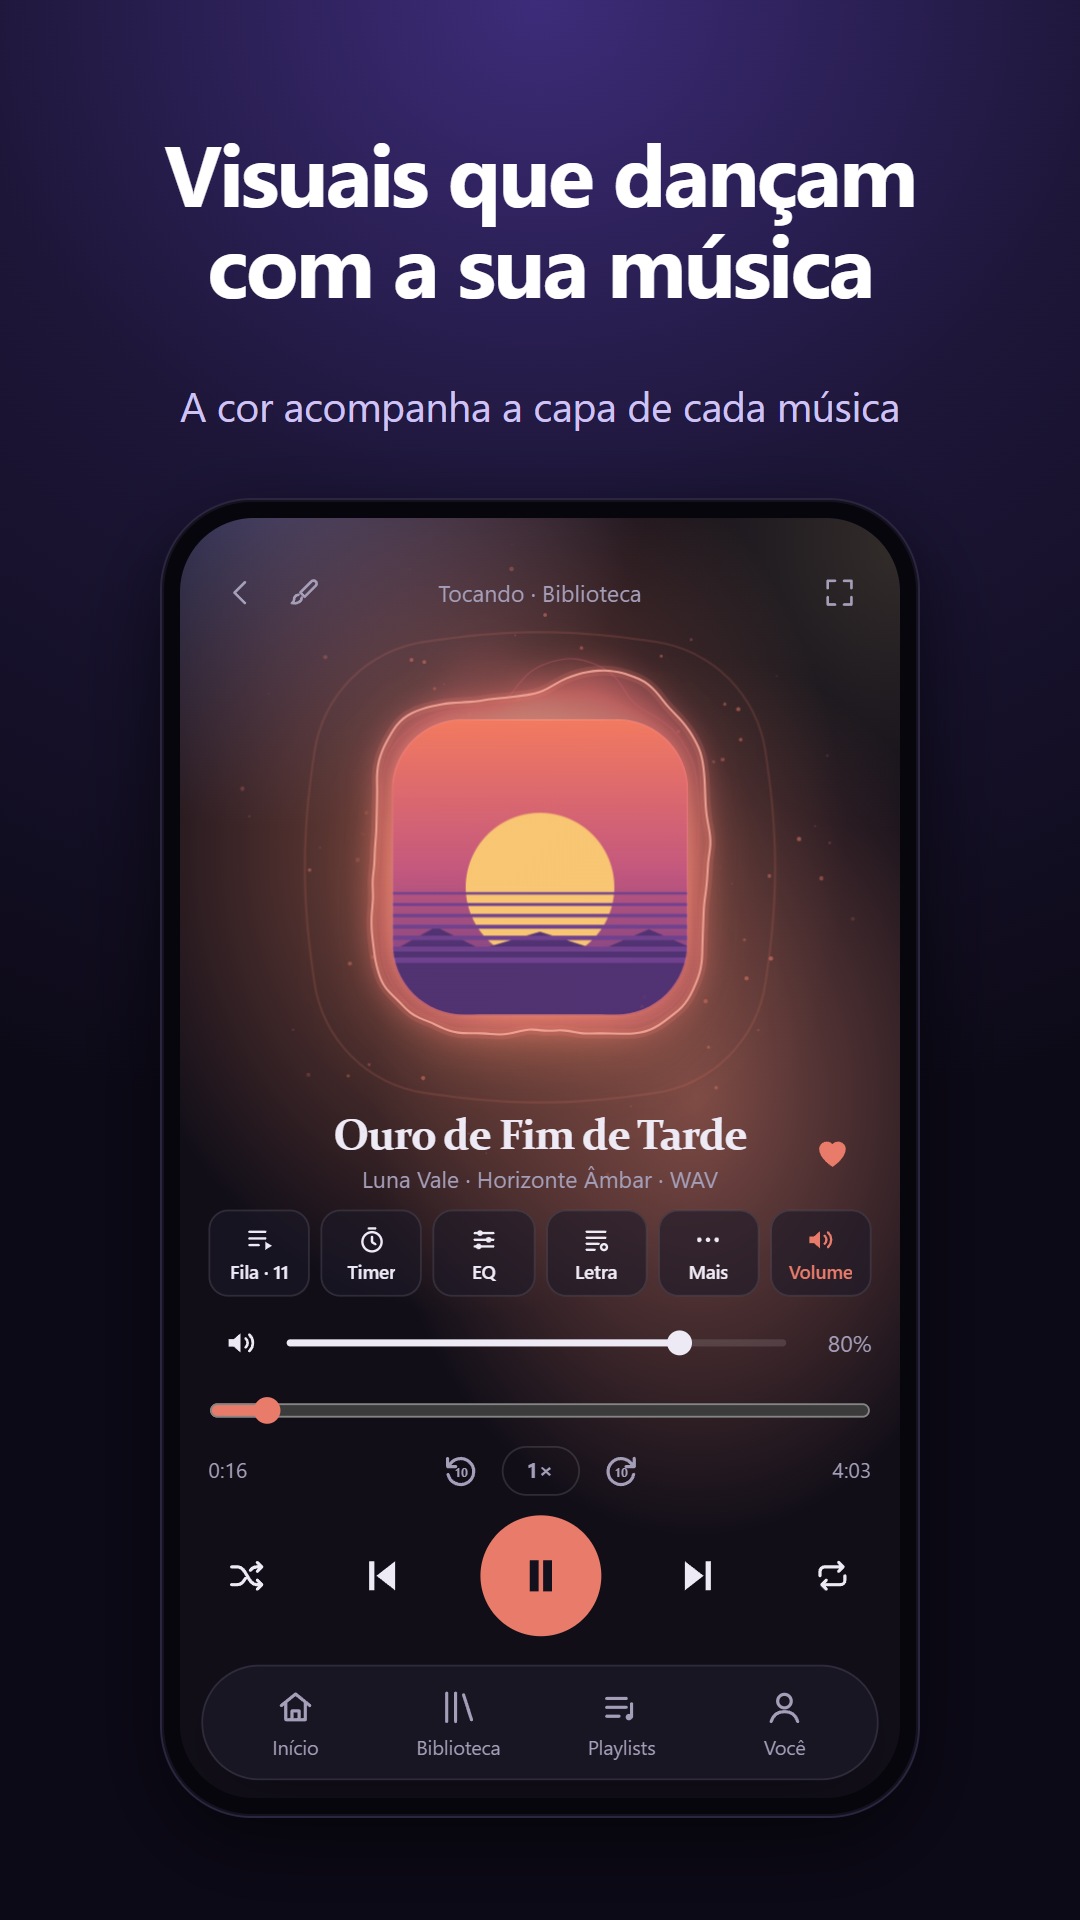 Visuais que dançam
com a sua música
A cor acompanha a capa de cada música
Tocando · Biblioteca
Ouro de Fim de Tarde
Luna Vale · Horizonte Âmbar · WAV
Fila · 11 Timer EQ Letra Mais Volume
80%
0:16 10 1× 10 4:03
Início Biblioteca Playlists Você